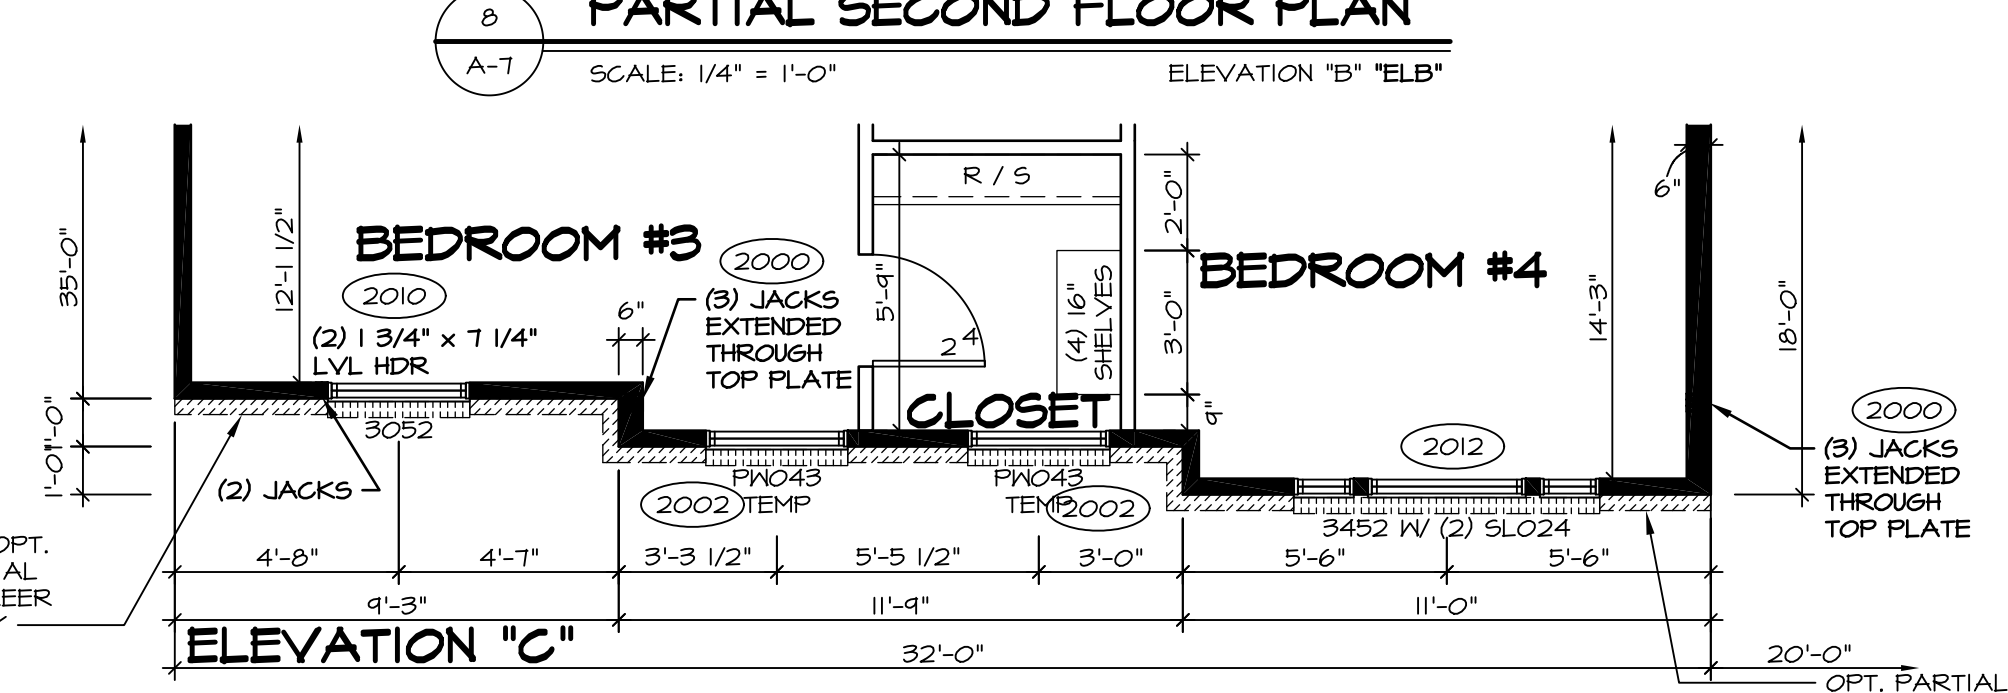 8
PARTIAL SECOND FLOOR PLAN
A-7
SCALE: 1/4" = 1'-0"
ELEVATION "B" "ELB"
35'-0"
12'-1 1/2"
BEDROOM #3
2010
(2) 1 3/4" x 7 1/4"
LVL HDR
6"
2000
(3) JACKS
EXTENDED
THROUGH
TOP PLATE
5'-9"
R / S
2 4
(4) 16"
SHELVES
CLOSET
2'-0"
3'-0"
9"
BEDROOM #4
14'-3"
6"
18'-0"
2000
(3) JACKS
EXTENDED
THROUGH
TOP PLATE
1'-0"
1'-0"
3052
(2) JACKS
PW043
TEMP
2002
PW043
TEMP
2002
2012
3452 W/ (2) SL024
OPT.
AL
EER
4'-8"
4'-7"
3'-3 1/2"
5'-5 1/2"
3'-0"
5'-6"
5'-6"
9'-3"
11'-9"
11'-0"
ELEVATION "C"
32'-0"
20'-0"
OPT. PARTIAL